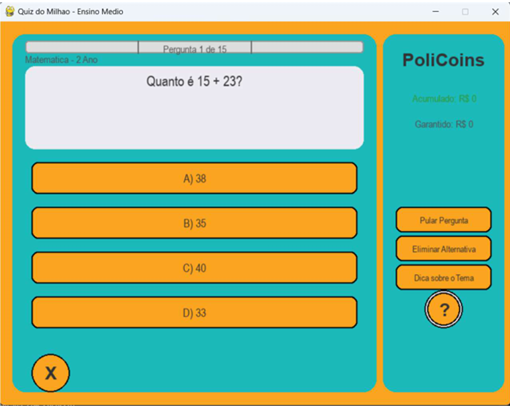 Quiz do Milhao - Ensino Medio
Pergunta 1 de 15
Matematica - 2 Ano
Quanto é 15 + 23?
A) 38
B) 35
C) 40
D) 33
X
PoliCoins
Acumulado: R$ 0
Garantido: R$ 0
Pular Pergunta
Eliminar Alternativa
Dica sobre o Tema
?